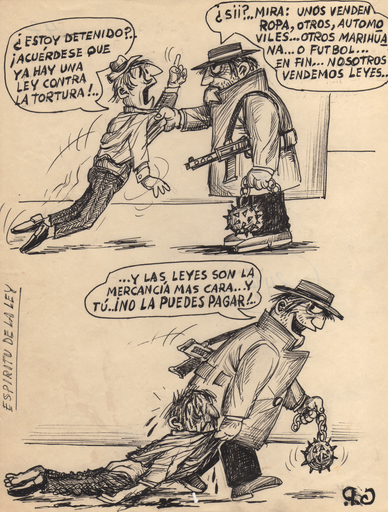 ¿ESTOY DETENIDO?..
¡ACUÉRDESE QUE
YA HAY UNA
LEY CONTRA
LA TORTURA!..
¿SíI?.. MIRA: UNOS VENDEN
ROPA, OTROS, AUTOMO
VILES...OTROS MARIHUA
NA... O FUTBOL...
EN FIN... NOSOTROS
VENDEMOS LEYES..
...Y LAS LEYES SON LA
MERCANCIA MAS CARA...Y
TÚ..¡NO LA PUEDES PAGAR!..
ESPIRITU DE LA LEY